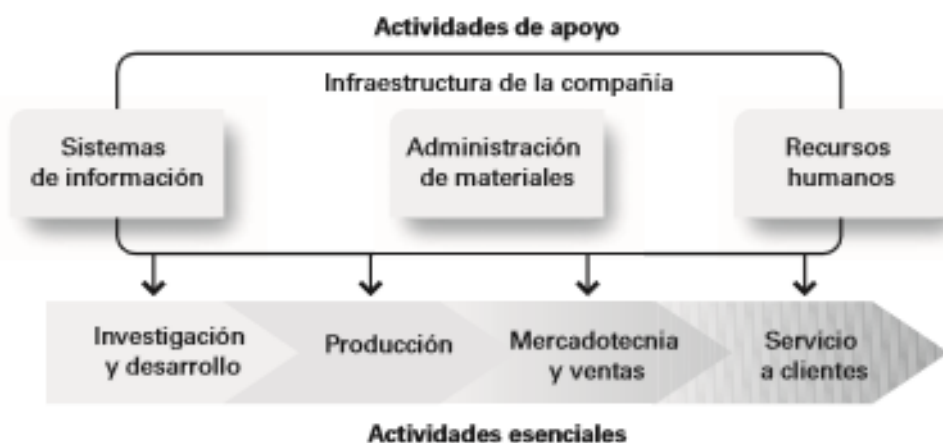 Actividades de apoyo
Infraestructura de la compañía
Sistemas
de información
Administración
de materiales
Recursos
humanos
Investigación
y desarrollo
Producción
Mercadotecnia
y ventas
Servicio
a clientes
Actividades esenciales